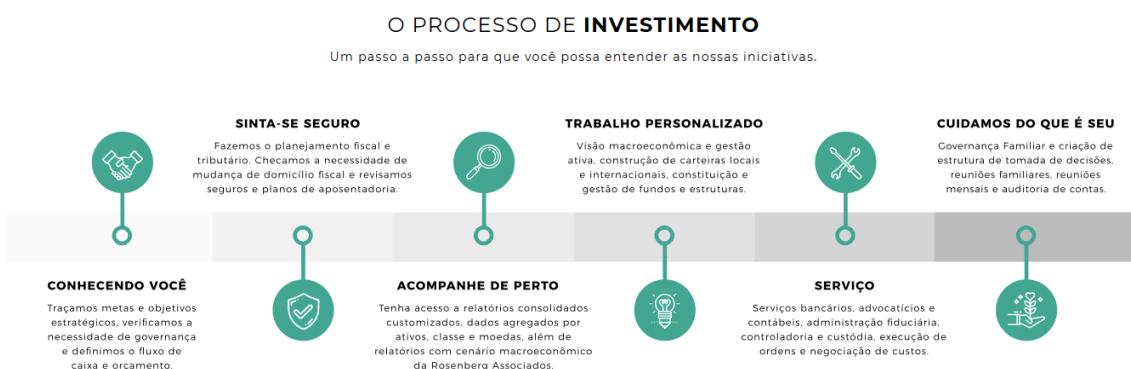 O PROCESSO DE INVESTIMENTO
Um passo a passo para que você possa entender as nossas iniciativas.
CONHECENDO VOCÊ
Traçamos metas e objetivos
estratégicos, verificamos a
necessidade de governança
e definimos o fluxo de
caixa e orçamento.
SINTA-SE SEGURO
Fazemos o planejamento fiscal e
tributário. Checamos a necessidade de
mudança de domicílio fiscal e revisamos
seguros e planos de aposentadoria.
ACOMPANHE DE PERTO
Tenha acesso a relatórios consolidados
customizados, dados agregados por
ativos, classe e moedas, além de
relatórios com cenário macroeconômico
da Rosenberg Associados.
TRABALHO PERSONALIZADO
Visão macroeconômica e gestão
ativa, construção de carteiras locais
e internacionais, constituição e
gestão de fundos e estruturas.
SERVIÇO
Serviços bancários, advocatícios e
contábeis, administração fiduciária,
controladoria e custódia, execução de
ordens e negociação de custos.
CUIDAMOS DO QUE É SEU
Governança Familiar e criação de
estrutura de tomada de decisões,
reuniões familiares, reuniões
mensais e auditoria de contas.